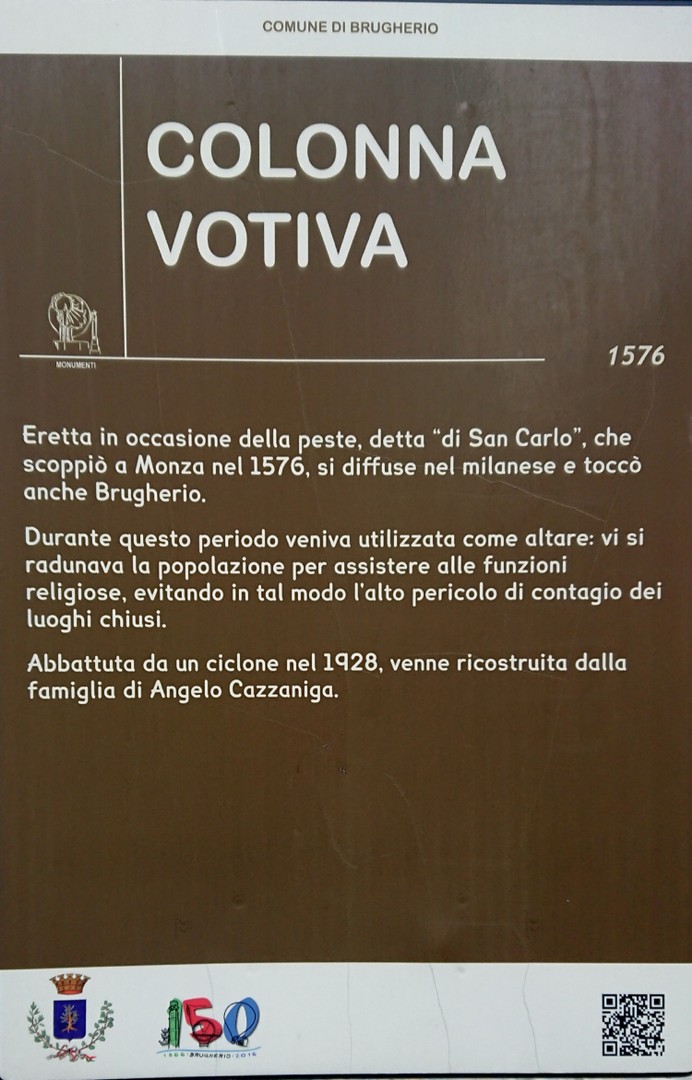 COMUNE DI BRUGHERIO
COLONNA
VOTIVA
MONUMENTI
1576
Eretta in occasione della peste, detta “di San Carlo”, che
scoppiò a Monza nel 1576, si diffuse nel milanese e toccò
anche Brugherio.
Durante questo periodo veniva utilizzata come altare: vi si
radunava la popolazione per assistere alle funzioni
religiose, evitando in tal modo l'alto pericolo di contagio dei
luoghi chiusi.
Abbattuta da un ciclone nel 1928, venne ricostruita dalla
famiglia di Angelo Cazzaniga.
150
1866·BRUGHERIO·2016